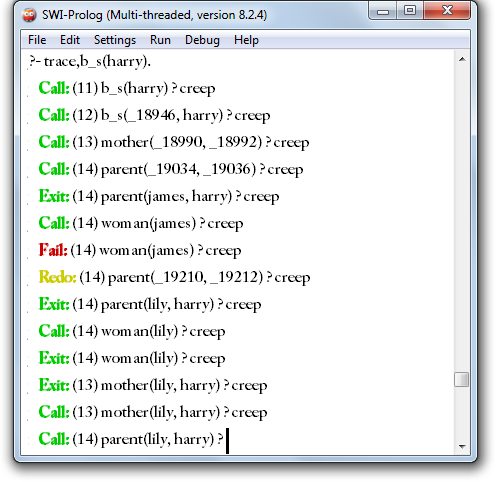 SWI-Prolog (Multi-threaded, version 8.2.4)
File Edit Settings Run Debug Help
?- trace,b_s(harry).
Call: (11) b_s(harry) ? creep
Call: (12) b_s(_18946, harry) ? creep
Call: (13) mother(_18990, _18992) ? creep
Call: (14) parent(_19034, _19036) ? creep
Exit: (14) parent(james, harry) ? creep
Call: (14) woman(james) ? creep
Fail: (14) woman(james) ? creep
Redo: (14) parent(_19210, _19212) ? creep
Exit: (14) parent(lily, harry) ? creep
Call: (14) woman(lily) ? creep
Exit: (14) woman(lily) ? creep
Exit: (13) mother(lily, harry) ? creep
Call: (13) mother(lily, harry) ? creep
Call: (14) parent(lily, harry) ?